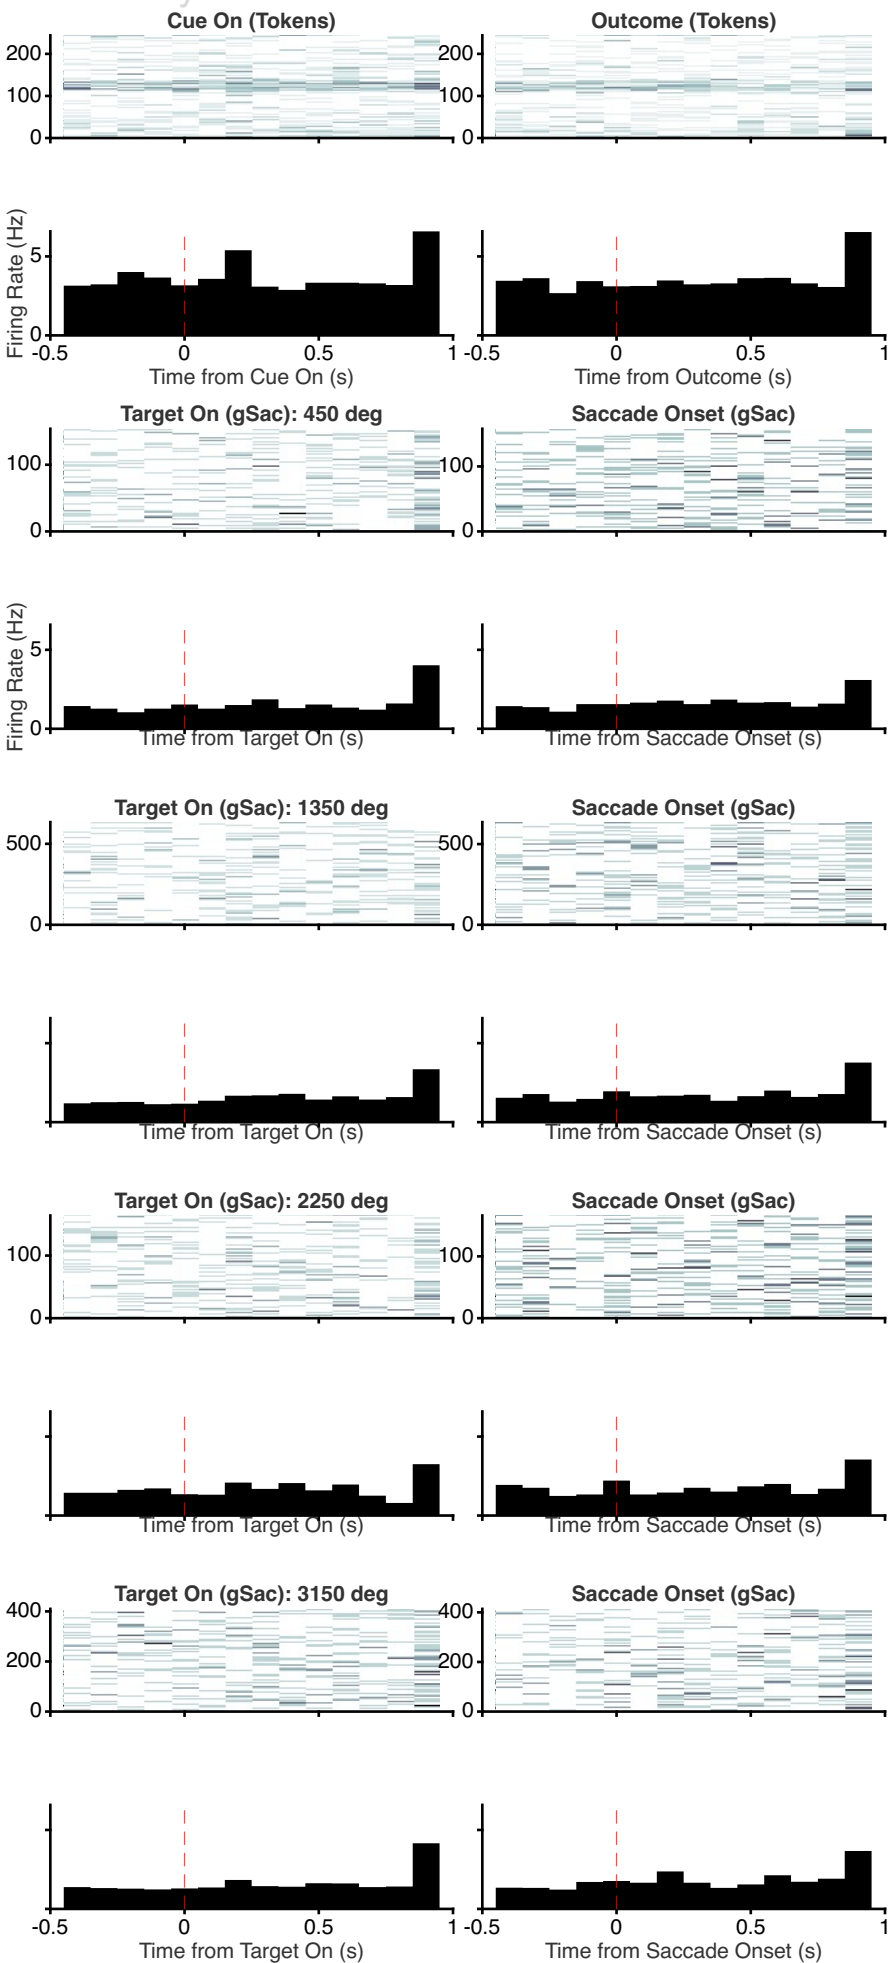 Cue On (Tokens) Outcome (Tokens)
200 200
100 100
0 0
Firing Rate (Hz)
5
0
-0.5 0 0.5 1 -0.5 0 0.5 1
Time from Cue On (s) Time from Outcome (s)
Target On (gSac): 450 deg Saccade Onset (gSac)
100 100
0 0
Firing Rate (Hz)
5
0
Time from Target On (s) Time from Saccade Onset (s)
Target On (gSac): 1350 deg Saccade Onset (gSac)
500 500
0 0
Time from Target On (s) Time from Saccade Onset (s)
Target On (gSac): 2250 deg Saccade Onset (gSac)
100 100
0 0
Time from Target On (s) Time from Saccade Onset (s)
Target On (gSac): 3150 deg Saccade Onset (gSac)
400 400
200 200
0 0
-0.5 0 0.5 1 -0.5 0 0.5 1
Time from Target On (s) Time from Saccade Onset (s)